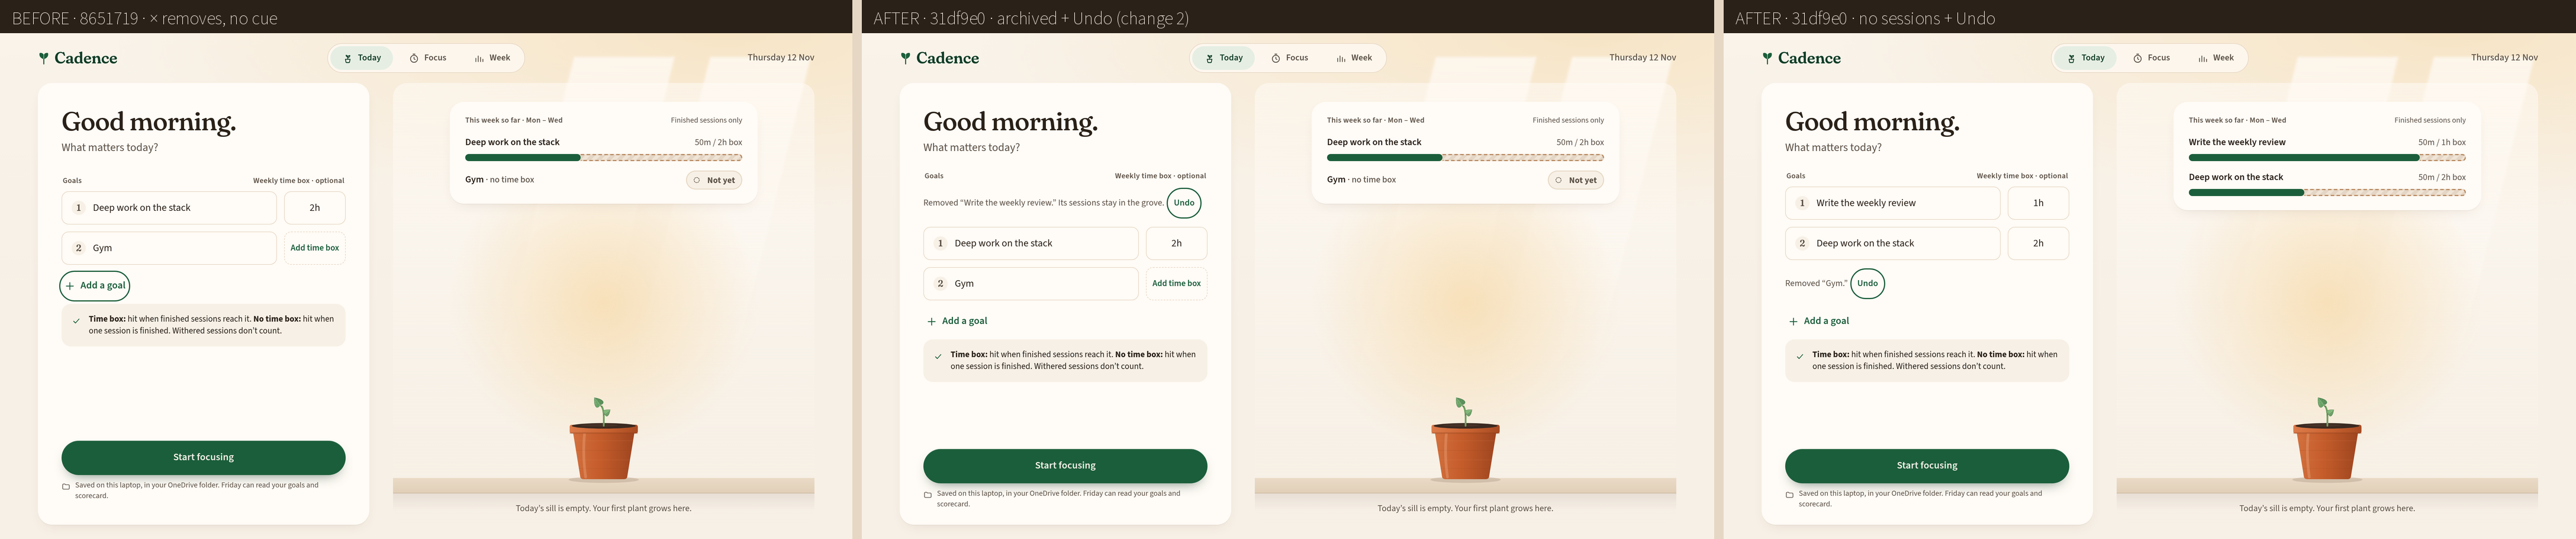 BEFORE · 8651719 · × removes, no cue
Cadence
Today
Focus
Week
Thursday 12 Nov
Good morning.
What matters today?
Goals
Weekly time box · optional
1 Deep work on the stack
2h
2 Gym
Add time box
+ Add a goal
Time box: hit when finished sessions reach it. No time box: hit when
one session is finished. Withered sessions don't count.
Start focusing
Saved on this laptop, in your OneDrive folder. Friday can read your goals and
scorecard.
This week so far · Mon – Wed
Finished sessions only
Deep work on the stack
50m / 2h box
Gym · no time box
Not yet
Today's sill is empty. Your first plant grows here.
AFTER · 31df9e0 · archived + Undo (change 2)
Cadence
Today
Focus
Week
Thursday 12 Nov
Good morning.
What matters today?
Goals
Weekly time box · optional
Removed “Write the weekly review.” Its sessions stay in the grove. Undo
1 Deep work on the stack
2h
2 Gym
Add time box
+ Add a goal
Time box: hit when finished sessions reach it. No time box: hit when
one session is finished. Withered sessions don't count.
Start focusing
Saved on this laptop, in your OneDrive folder. Friday can read your goals and
scorecard.
This week so far · Mon – Wed
Finished sessions only
Deep work on the stack
50m / 2h box
Gym · no time box
Not yet
Today's sill is empty. Your first plant grows here.
AFTER · 31df9e0 · no sessions + Undo
Cadence
Today
Focus
Week
Thursday 12 Nov
Good morning.
What matters today?
Goals
Weekly time box · optional
1 Write the weekly review
1h
2 Deep work on the stack
2h
Removed “Gym.” Undo
+ Add a goal
Time box: hit when finished sessions reach it. No time box: hit when
one session is finished. Withered sessions don't count.
Start focusing
Saved on this laptop, in your OneDrive folder. Friday can read your goals and
scorecard.
This week so far · Mon – Wed
Finished sessions only
Write the weekly review
50m / 1h box
Deep work on the stack
50m / 2h box
Today's sill is empty. Your first plant grows here.